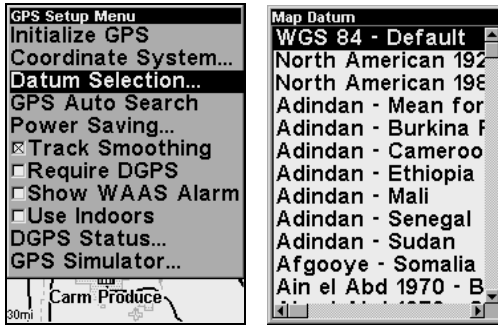 GPS Setup Menu
Initialize GPS
Coordinate System...
Datum Selection...
GPS Auto Search
Power Saving...
Track Smoothing
Require DGPS
Show WAAS Alarm
Use Indoors
DGPS Status...
GPS Simulator...
Carm Produce
30mi
Map Datum
WGS 84 - Default
North American 192
North American 198
Adindan - Mean for
Adindan - Burkina F
Adindan - Cameroo
Adindan - Ethiopia
Adindan - Mali
Adindan - Senegal
Adindan - Sudan
Afgooye - Somalia
Ain el Abd 1970 - B